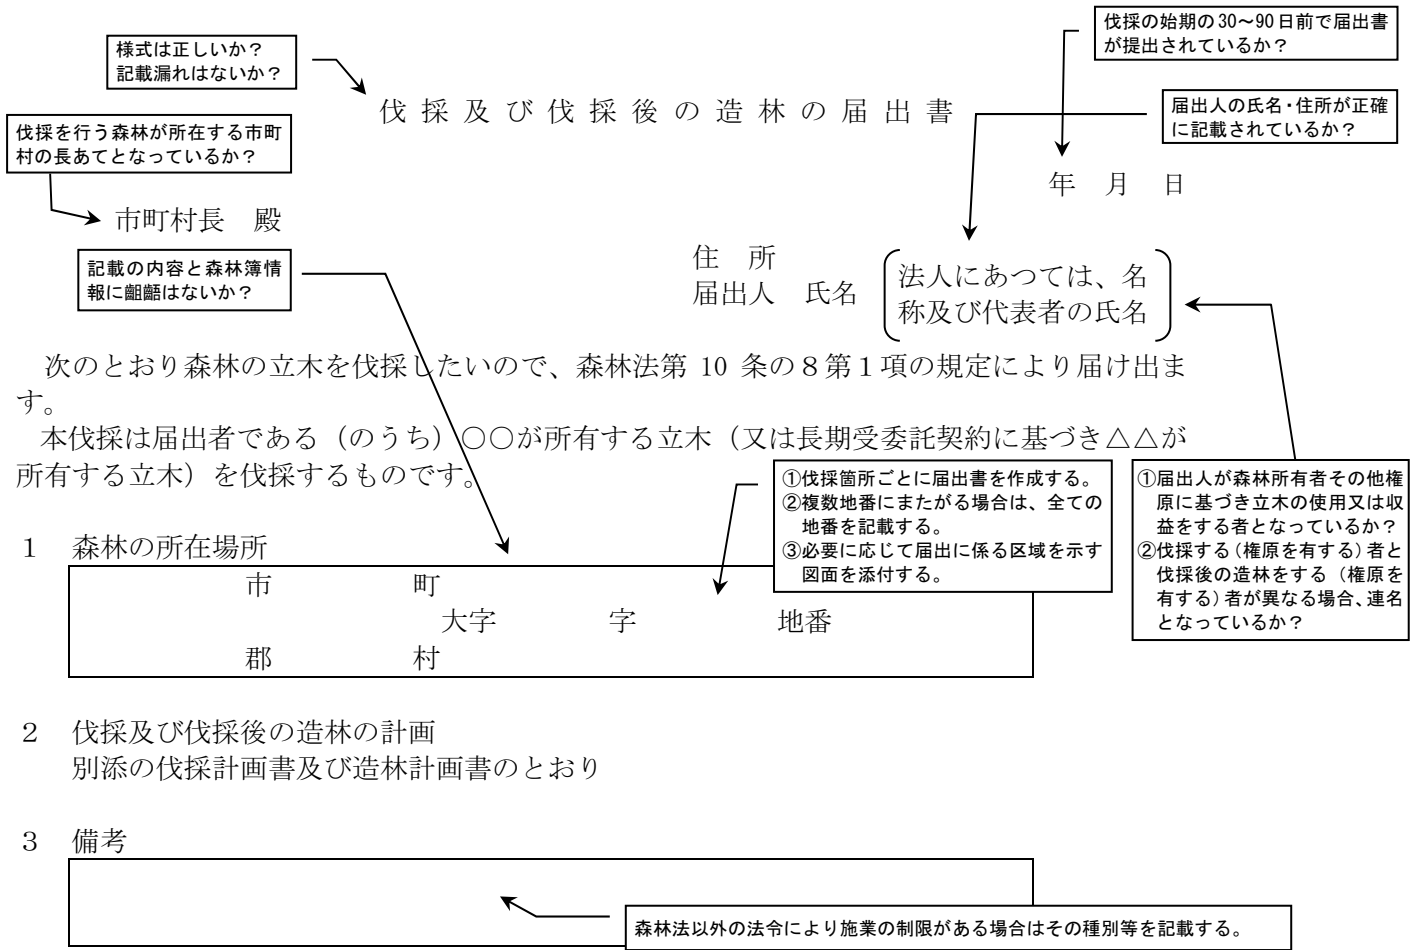 伐採の始期の30～90日前で届出書
が提出されているか？
様式は正しいか？
記載漏れはないか？
伐採及び伐採後の造林の届出書
届出人の氏名・住所が正確
に記載されているか？
伐採を行う森林が所在する市町
村の長あてとなっているか？
年　月　日
市町村長　殿
記載の内容と森林簿情
報に齟齬はないか？
住　所
届出人　氏名
法人にあつては、名
称及び代表者の氏名
次のとおり森林の立木を伐採したいので、森林法第 10 条の８第１項の規定により届け出ま
す。
本伐採は届出者である（のうち）○○が所有する立木（又は長期受委託契約に基づき△△が
所有する立木）を伐採するものです。
①伐採箇所ごとに届出書を作成する。
②複数地番にまたがる場合は、全ての
地番を記載する。
③必要に応じて届出に係る区域を示す
図面を添付する。
①届出人が森林所有者その他権
原に基づき立木の使用又は収
益をする者となっているか？
②伐採する（権原を有する）者と
伐採後の造林をする（権原を
有する）者が異なる場合、連名
となっているか？
１　森林の所在場所
市　町
大字　字　地番
郡　村
２　伐採及び伐採後の造林の計画
別添の伐採計画書及び造林計画書のとおり
３　備考
森林法以外の法令により施業の制限がある場合はその種別等を記載する。